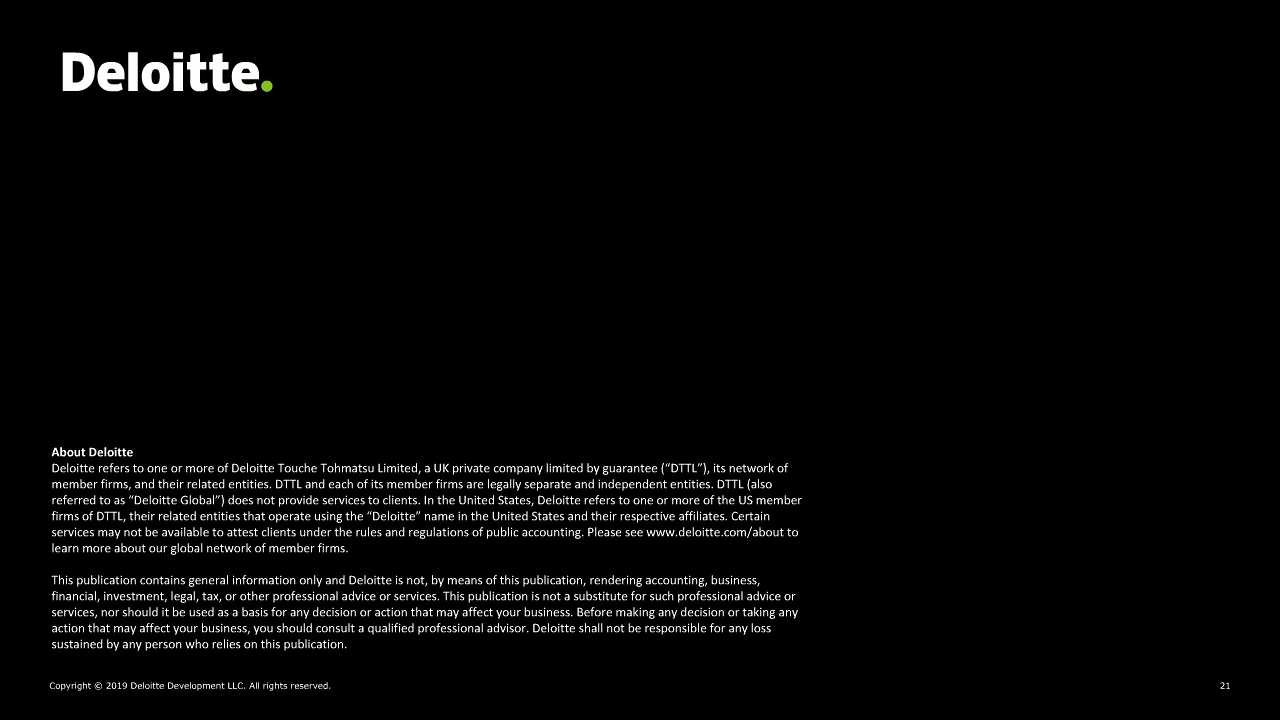 Deloitte.
About Deloitte
Deloitte refers to one or more of Deloitte Touche Tohmatsu Limited, a UK private company limited by guarantee (“DTTL”), its network of
member firms, and their related entities. DTTL and each of its member firms are legally separate and independent entities. DTTL (also
referred to as “Deloitte Global”) does not provide services to clients. In the United States, Deloitte refers to one or more of the US member
firms of DTTL, their related entities that operate using the “Deloitte” name in the United States and their respective affiliates. Certain
services may not be available to attest clients under the rules and regulations of public accounting. Please see www.deloitte.com/about to
learn more about our global network of member firms.
This publication contains general information only and Deloitte is not, by means of this publication, rendering accounting, business,
financial, investment, legal, tax, or other professional advice or services. This publication is not a substitute for such professional advice or
services, nor should it be used as a basis for any decision or action that may affect your business. Before making any decision or taking any
action that may affect your business, you should consult a qualified professional advisor. Deloitte shall not be responsible for any loss
sustained by any person who relies on this publication.
Copyright © 2019 Deloitte Development LLC. All rights reserved.
21